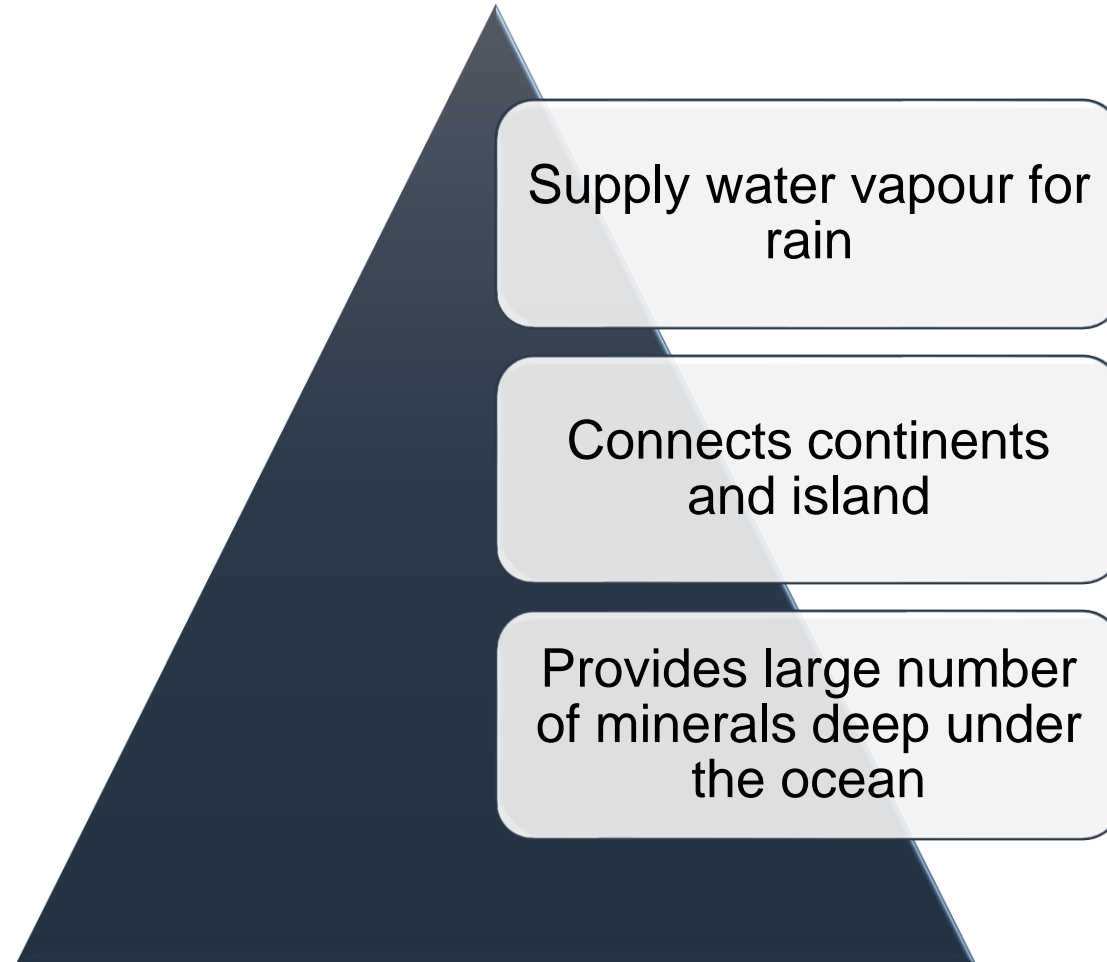 Supply water vapour for
rain
Connects continents
and island
Provides large number
of minerals deep under
the ocean